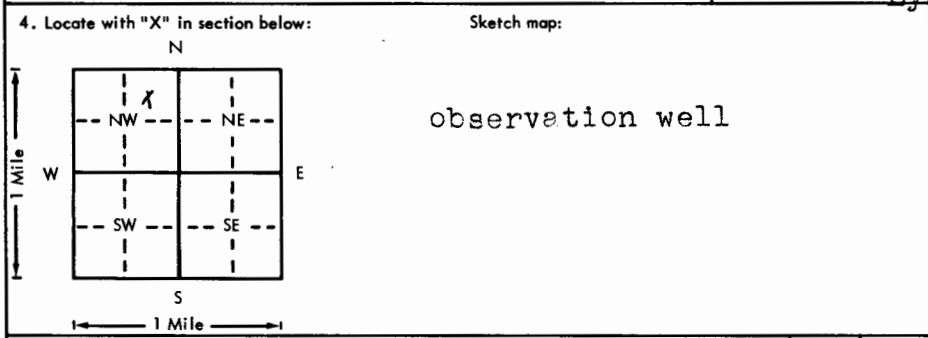 4. Locate with "X" in section below: Sketch map:
N
X
NW NE
observation well
1 Mile
W E
SW SE
S
1 Mile